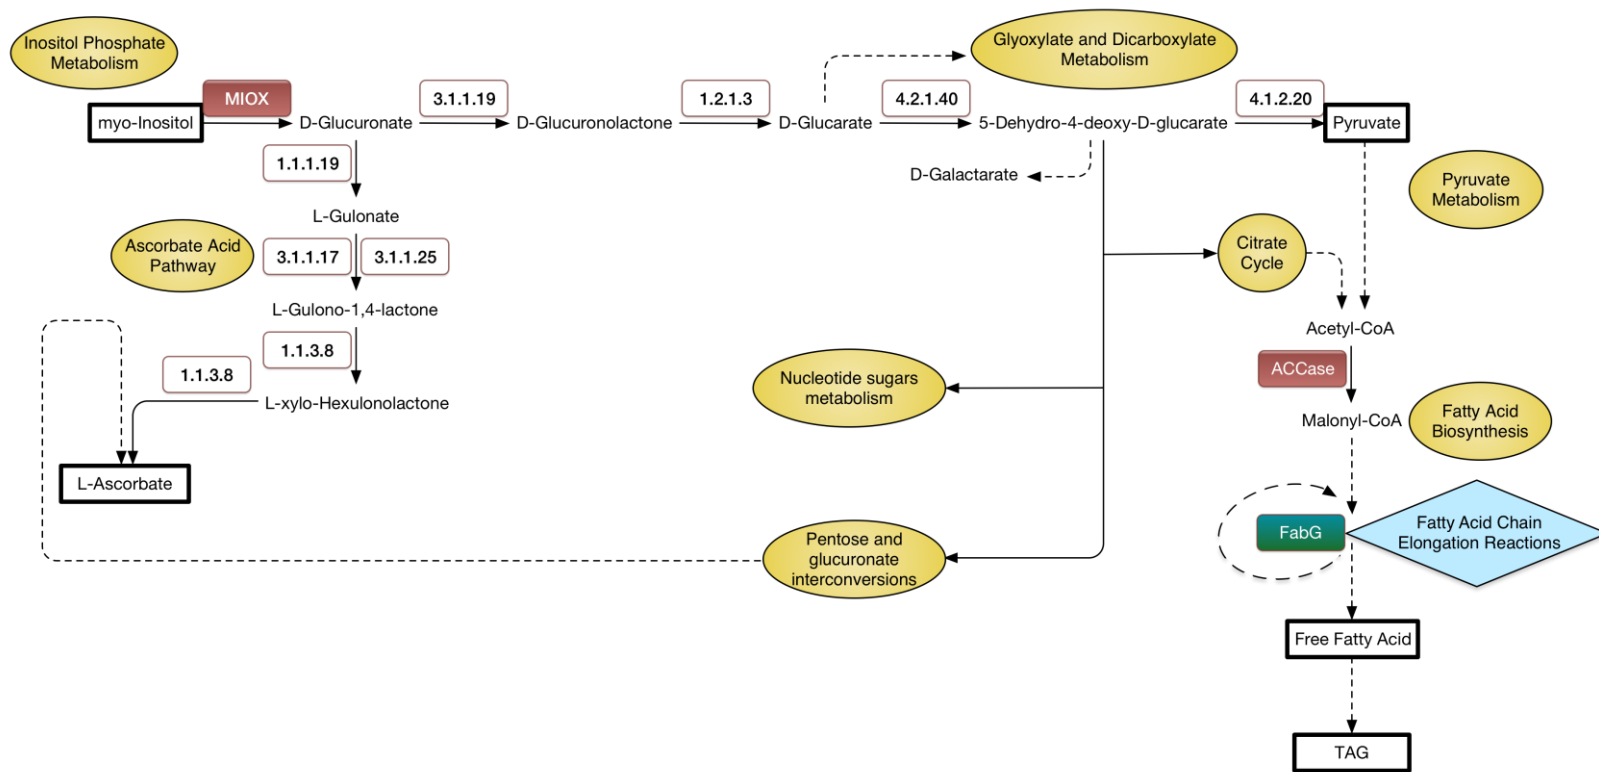 Inositol Phosphate
Metabolism
Glyoxylate and Dicarboxylate
Metabolism
MIOX
3.1.1.19
1.2.1.3
4.2.1.40
4.1.2.20
myo-Inositol
D-Glucuronate
D-Glucuronolactone
D-Glucarate
5-Dehydro-4-deoxy-D-glucarate
Pyruvate
1.1.1.19
D-Galactarate
Pyruvate
Metabolism
L-Gulonate
Ascorbate Acid
Pathway
3.1.1.17
3.1.1.25
Citrate
Cycle
L-Gulono-1,4-lactone
Acetyl-CoA
1.1.3.8
1.1.3.8
ACCase
Nucleotide sugars
metabolism
L-xylo-Hexulonolactone
Malonyl-CoA
Fatty Acid
Biosynthesis
L-Ascorbate
FabG
Fatty Acid Chain
Elongation Reactions
Pentose and
glucuronate
interconversions
Free Fatty Acid
TAG